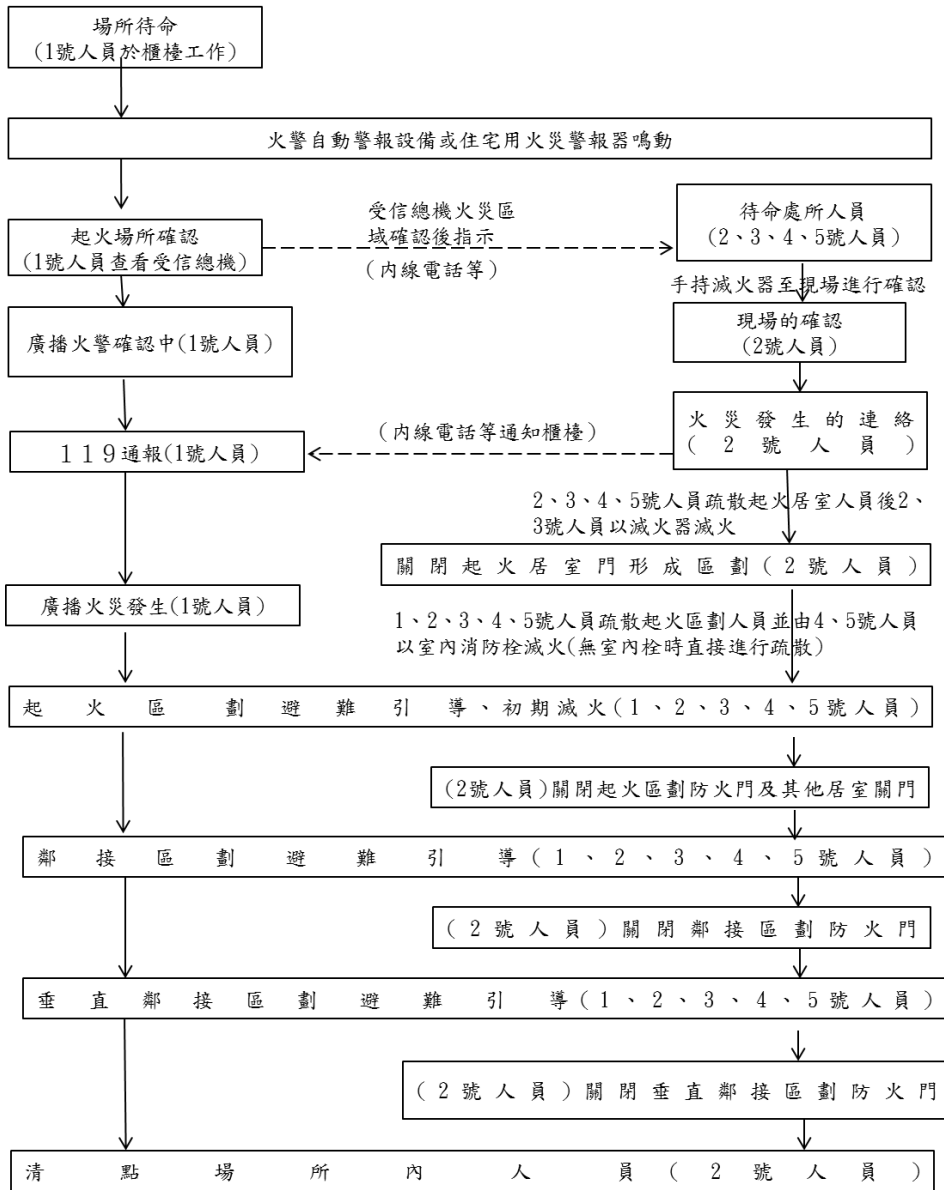 場所待命
(1號人員於櫃檯工作)
火警自動警報設備或住宅用火災警報器鳴動
受信總機火災區
域確認後指示
(內線電話等)
待命處所人員
(2、3、4、5號人員)
起火場所確認
(1號人員查看受信總機)
手持滅火器至現場進行確認
廣播火警確認中(1號人員)
現場的確認
(2號人員)
火災發生的連絡
(2號人員)
(內線電話等通知櫃檯)
119通報(1號人員)
2、3、4、5號人員疏散起火居室人員後2、
3號人員以滅火器滅火
關閉起火居室門形成區劃(2號人員)
廣播火災發生(1號人員)
1、2、3、4、5號人員疏散起火區劃人員並由4、5號人員
以室內消防栓滅火(無室內栓時直接進行疏散)
起火區劃避難引導、初期滅火(1、2、3、4、5號人員)
(2號人員)關閉起火區劃防火門及其他居室關門
鄰接區劃避難引導(1、2、3、4、5號人員)
(2號人員)關閉鄰接區劃防火門
垂直鄰接區劃避難引導(1、2、3、4、5號人員)
(2號人員)關閉垂直鄰接區劃防火門
清點場所內人員(2號人員)